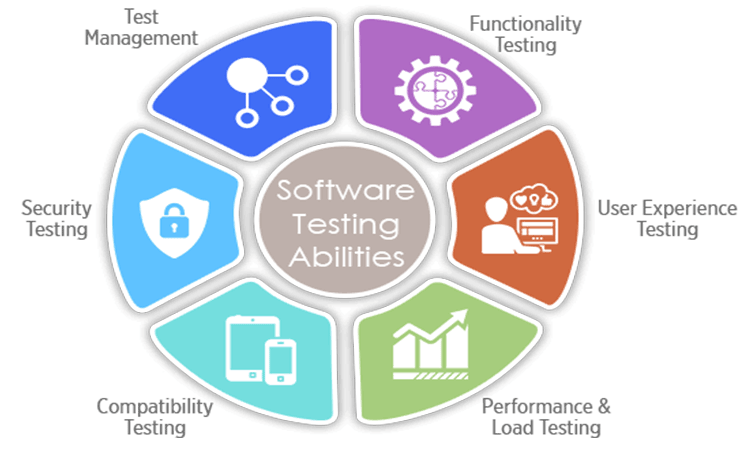 Test
Management
Functionality
Testing
Security
Testing
Software
Testing
Abilities
User Experience
Testing
Compatibility
Testing
Performance &
Load Testing